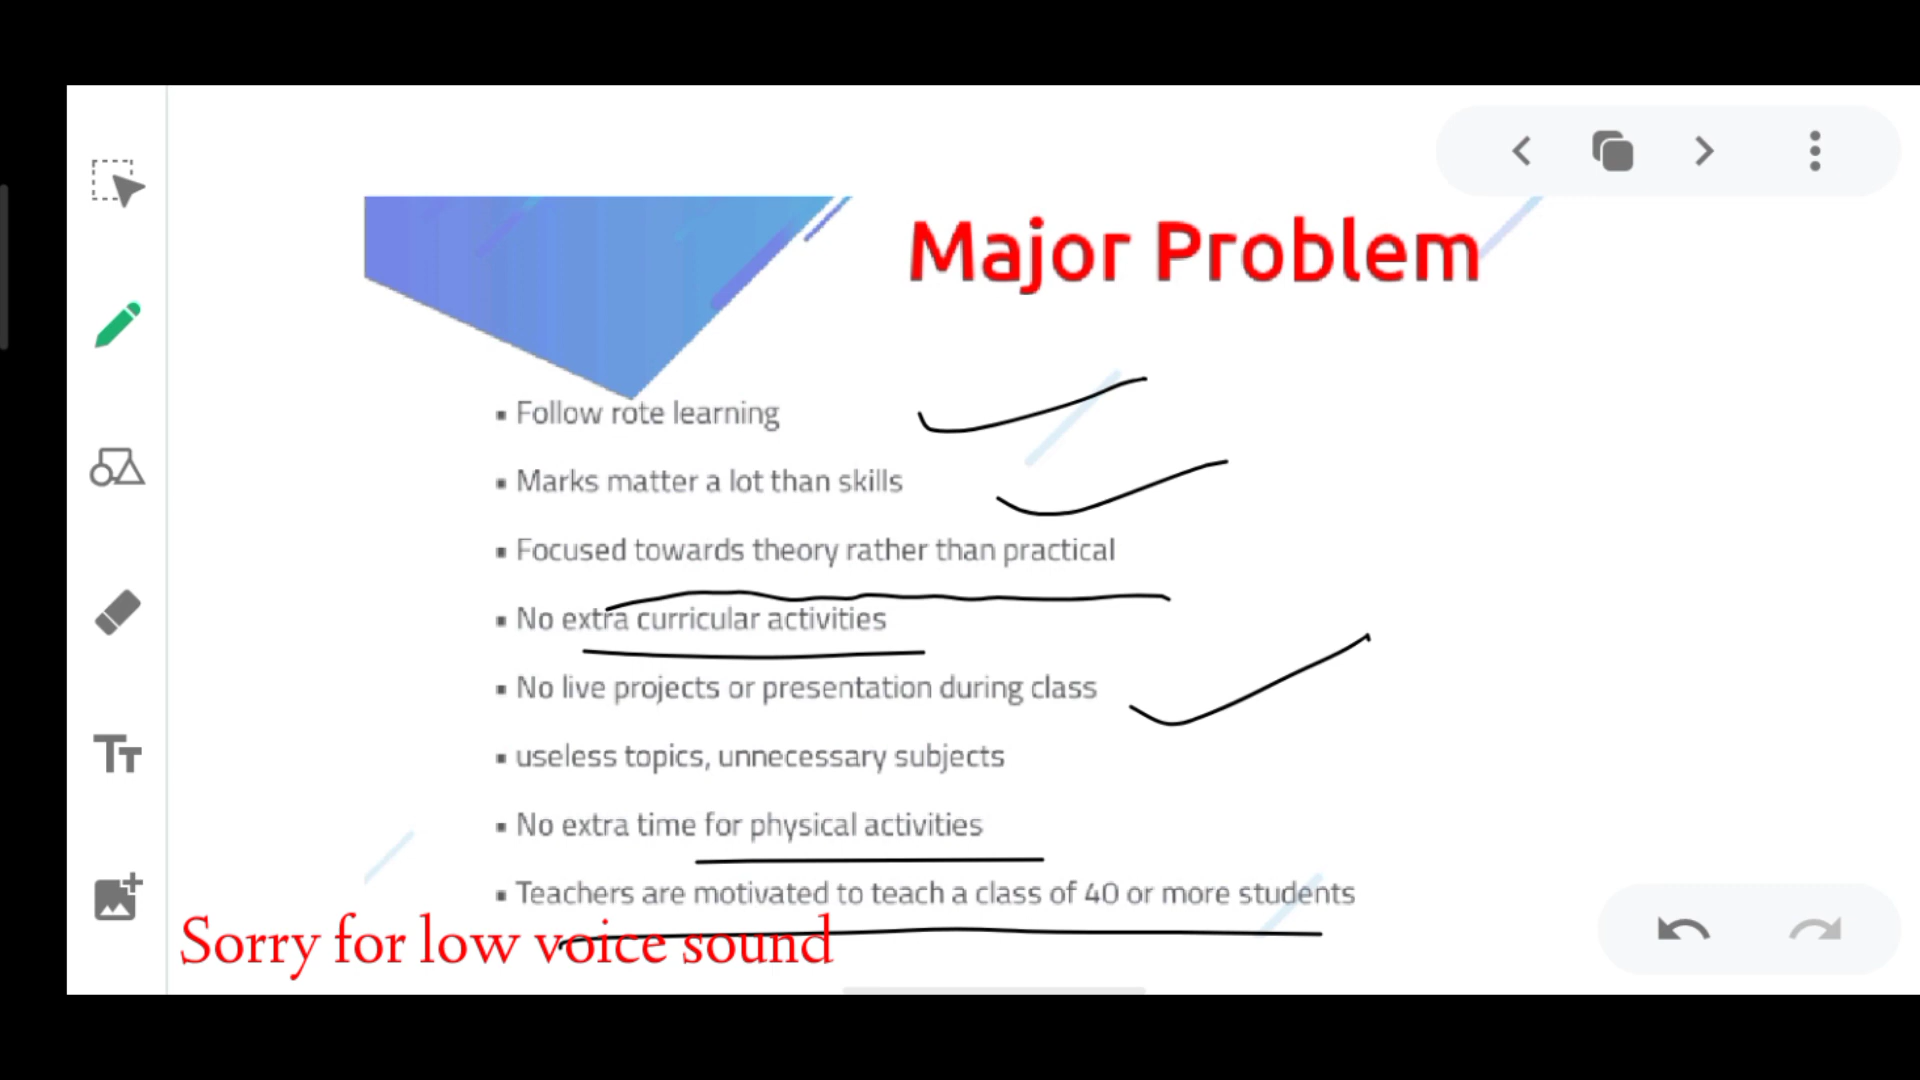 Major Problem
▪ Follow rote learning
▪ Marks matter a lot than skills
▪ Focused towards theory rather than practical
▪ No extra curricular activities
▪ No live projects or presentation during class
▪ useless topics, unnecessary subjects
▪ No extra time for physical activities
▪ Teachers are motivated to teach a class of 40 or more students
Sorry for low voice sound
Tт